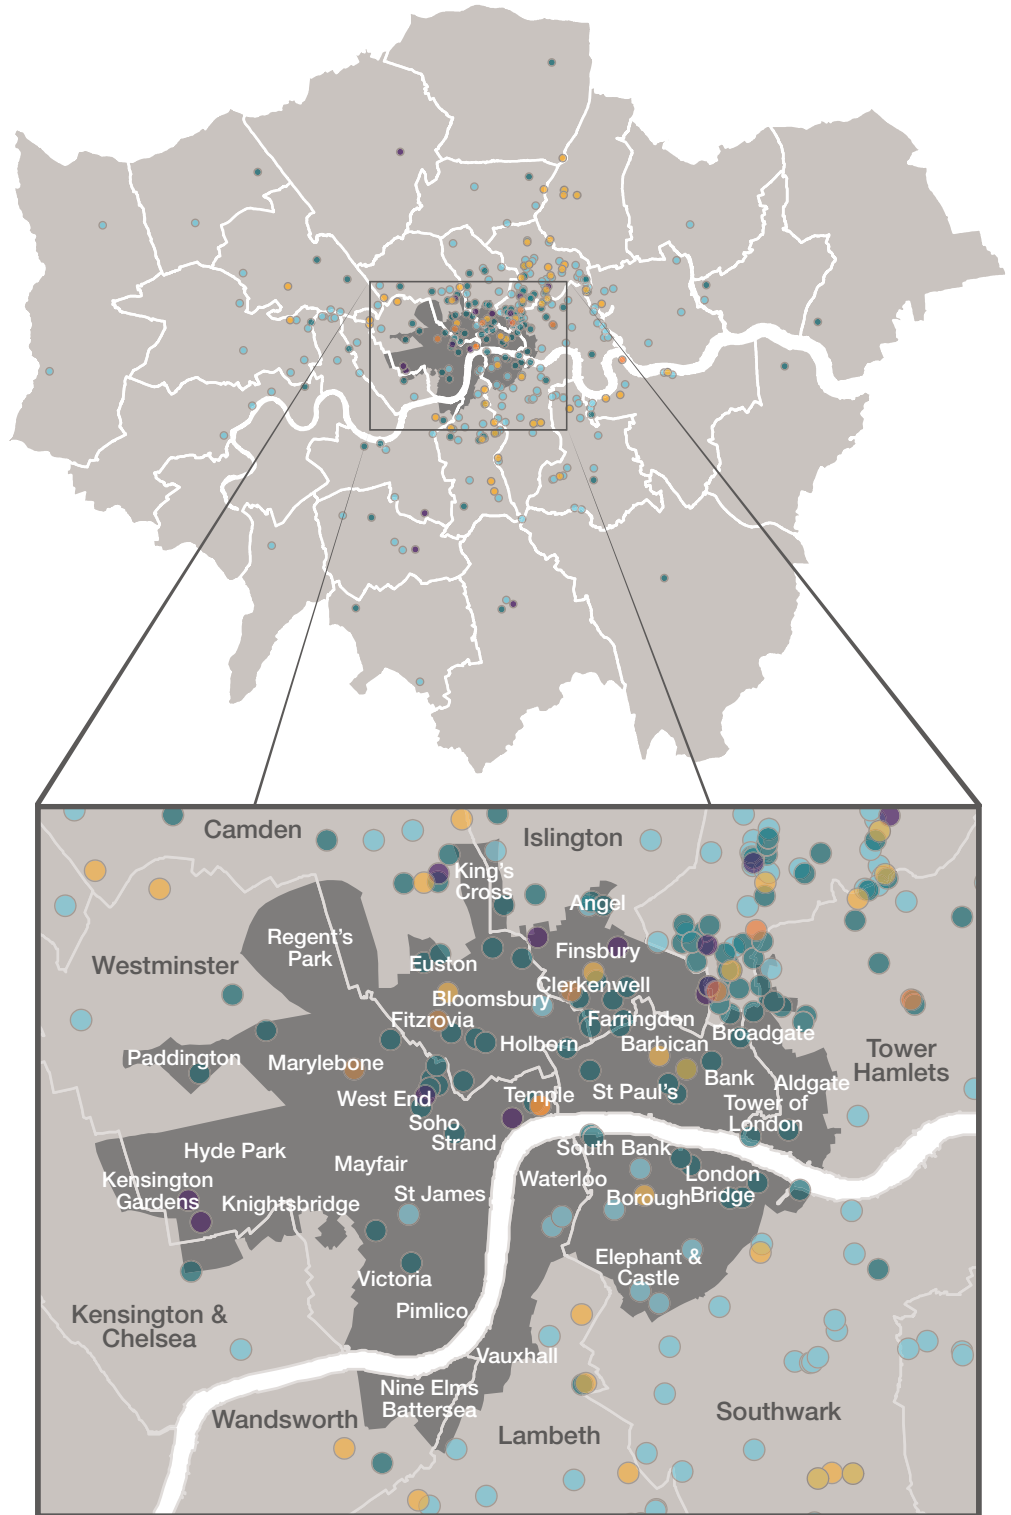 Camden
Islington
King's
Cross
Angel
Regent's
Park
Finsbury
Westminster
Euston
Clerkenwell
Bloomsbury
Fitzrovia
Farringdon
Broadgate
Holborn
Barbican
Tower
Hamlets
Paddington
Marylebone
Bank
Aldgate
St Paul's
West End
Temple
Tower of
London
Soho
Strand
Hyde Park
South Bank
Mayfair
Kensington
Gardens
Waterloo
London
Bridge
Knightsbridge
St James
Borough
Elephant &
Castle
Victoria
Kensington &
Chelsea
Pimlico
Vauxhall
Nine Elms
Battersea
Wandsworth
Southwark
Lambeth